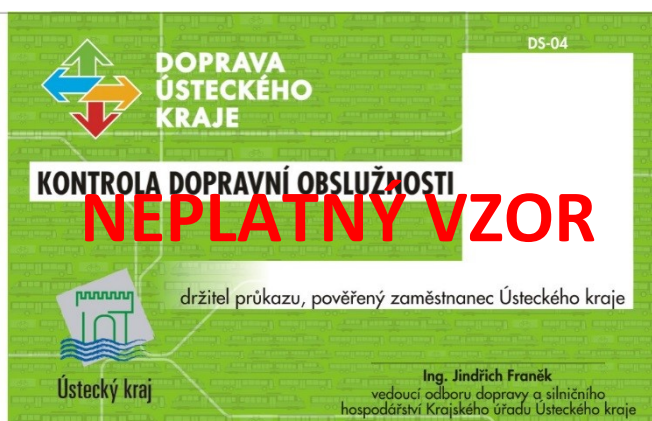 DS-04
DOPRAVA
ÚSTECKÉHO
KRAJE
KONTROLA DOPRAVNÍ OBSLUŽNOSTI
NEPLATNÝ VZOR
držitel průkazu, pověřený zaměstnanec Ústeckého kraje
Ústecký kraj
Ing. Jindřich Franěk
vedoucí odboru dopravy a silničního
hospodářství Krajského úřadu Ústeckého kraje